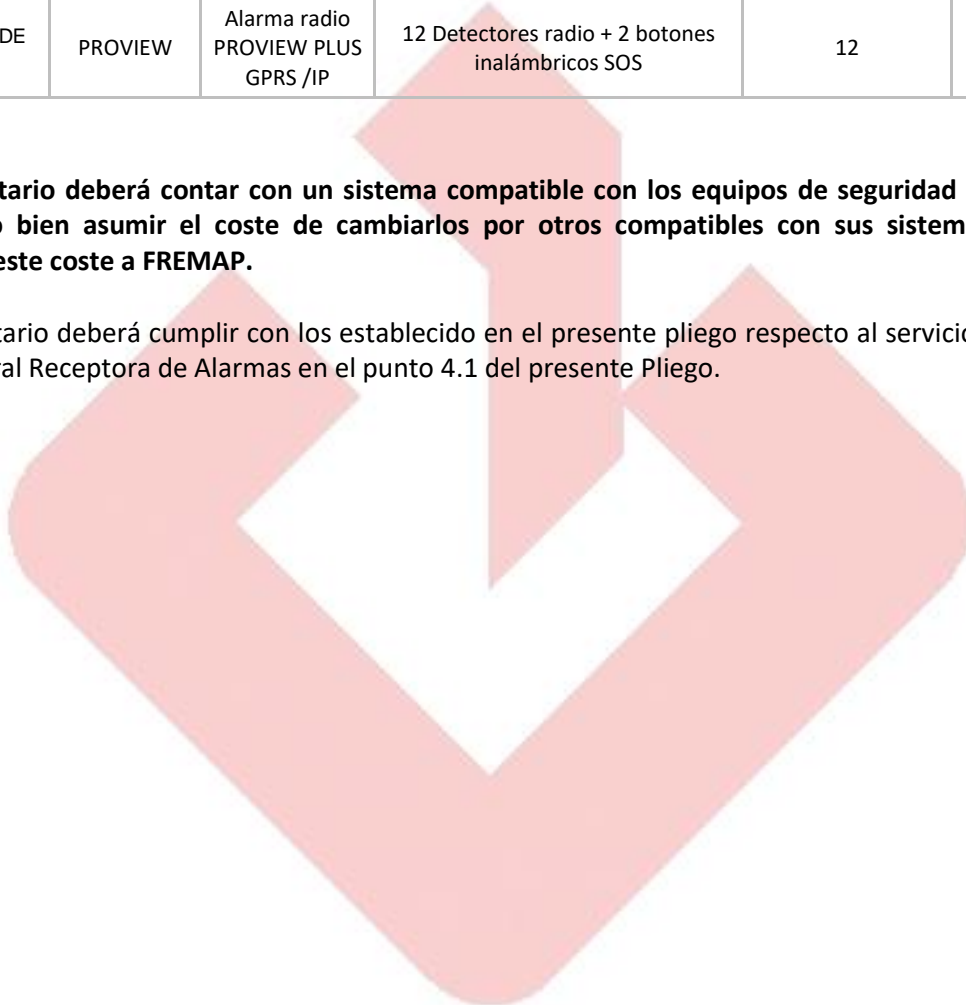 DE
PROVIEW
Alarma radio
PROVIEW PLUS
GPRS /IP
12 Detectores radio + 2 botones
inalámbricos SOS
12
tario deberá contar con un sistema compatible con los equipos de seguridad
o bien asumir el coste de cambiarlos por otros compatibles con sus sistem
este coste a FREMAP.
tario deberá cumplir con los establecido en el presente pliego respecto al servicio
ral Receptora de Alarmas en el punto 4.1 del presente Pliego.